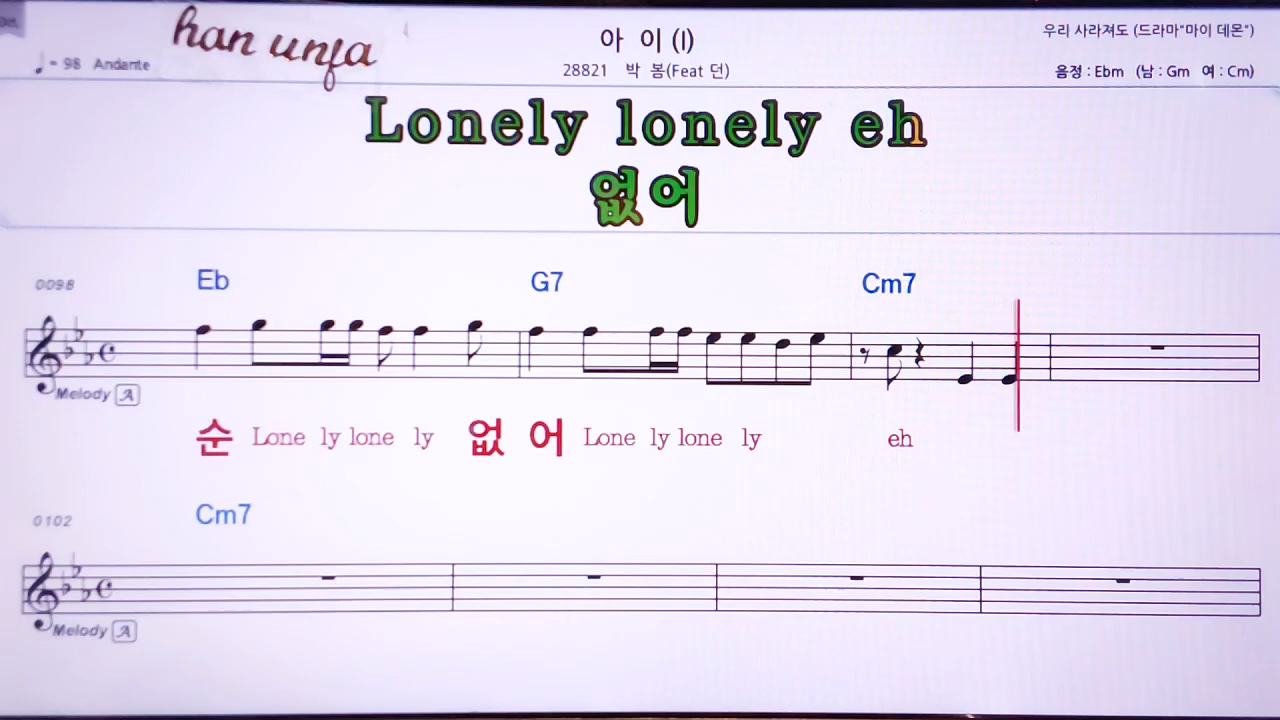 han unja
아 이 (I)
우리 사라져도 (드라마"마이 데몬")
♩= 98 Andante
28821 박 봄(Feat 던)
음정 : Ebm (남 : Gm 여 : Cm)
Lonely lonely eh
없어
0098 Eb G7 Cm7
Melody A
순 Lone ly lone ly 없 어 Lone ly lone ly eh
0102 Cm7
Melody A